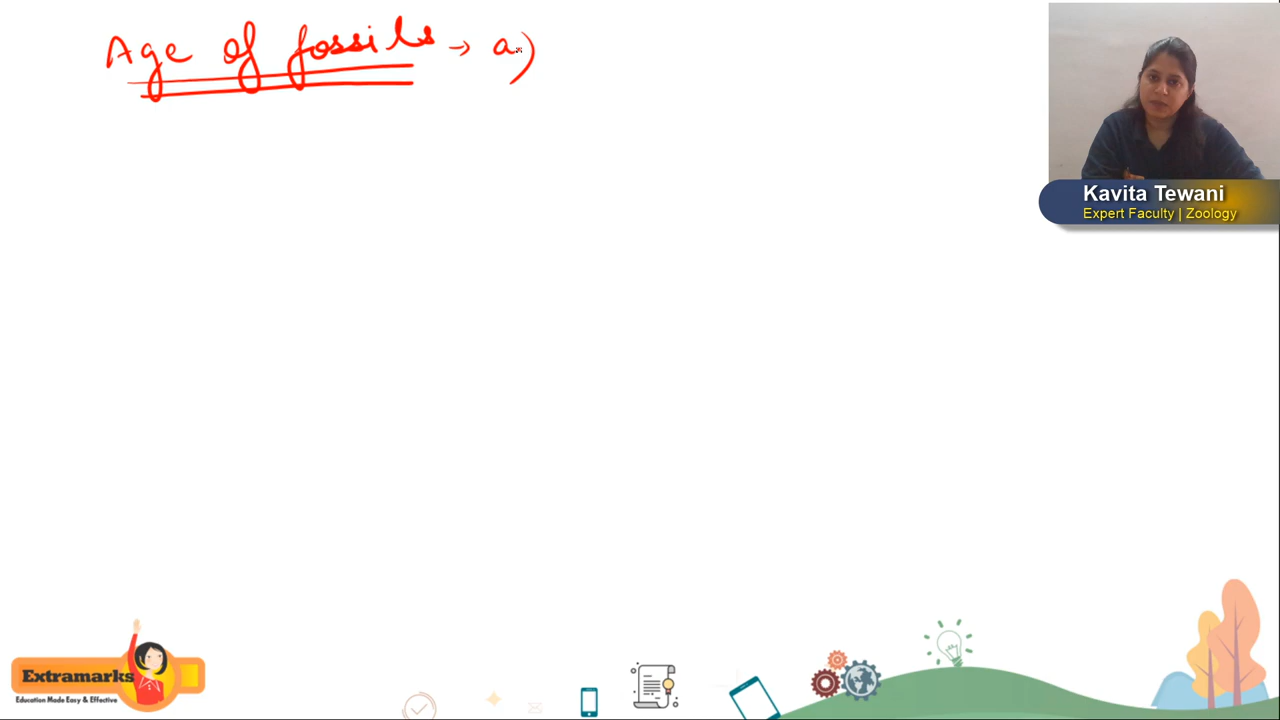 Age of fossils → a)
Kavita Tewani
Expert Faculty | Zoology
Extramarks
Education Made Easy & Effective